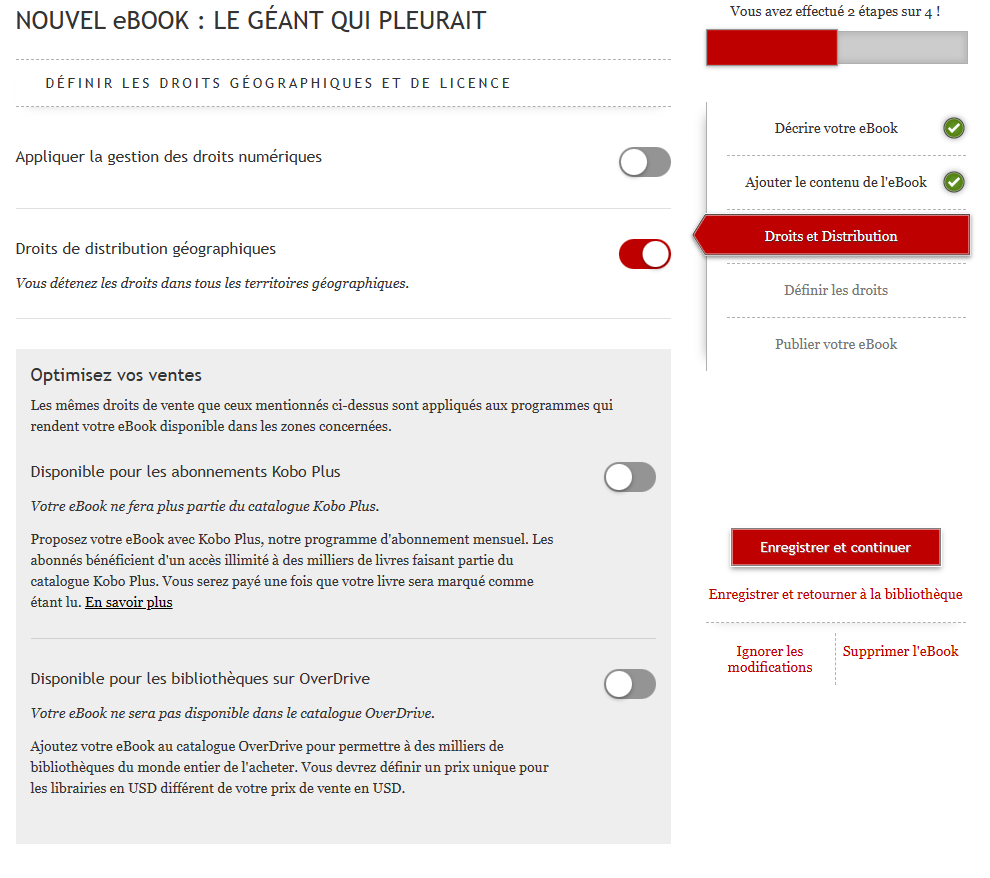 NOUVEL eBOOK : LE GÉANT QUI PLEURAIT
DÉFINIR LES DROITS GÉOGRAPHIQUES ET DE LICENCE
Appliquer la gestion des droits numériques
Droits de distribution géographiques
Vous détenez les droits dans tous les territoires géographiques.
Optimisez vos ventes
Les mêmes droits de vente que ceux mentionnés ci-dessus sont appliqués aux programmes qui
rendent votre eBook disponible dans les zones concernées.
Disponible pour les abonnements Kobo Plus
Votre eBook ne fera plus partie du catalogue Kobo Plus.
Proposez votre eBook avec Kobo Plus, notre programme d'abonnement mensuel. Les
abonnés bénéficient d'un accès illimité à des milliers de livres faisant partie du
catalogue Kobo Plus. Vous serez payé une fois que votre livre sera marqué comme
étant lu. En savoir plus
Disponible pour les bibliothèques sur OverDrive
Votre eBook ne sera pas disponible dans le catalogue OverDrive.
Ajoutez votre eBook au catalogue OverDrive pour permettre à des milliers de
bibliothèques du monde entier de l'acheter. Vous devrez définir un prix unique pour
les librairies en USD différent de votre prix de vente en USD.
Vous avez effectué 2 étapes sur 4 !
Décrire votre eBook
Ajouter le contenu de l'eBook
Droits et Distribution
Définir les droits
Publier votre eBook
Enregistrer et continuer
Enregistrer et retourner à la bibliothèque
Ignorer les
modifications
Supprimer l'eBook